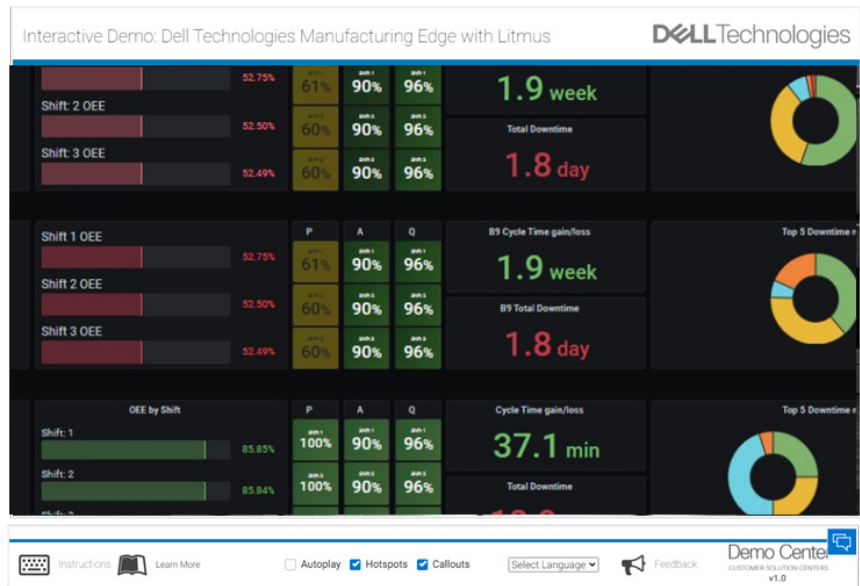 Interactive Demo: Dell Technologies Manufacturing Edge with Litmus
DELLTechnologies
52.75%
61% 90% 96%
1.9 week
Shift: 2 OEE
52.50%
60% 90% 96%
Total Downtime
Shift: 3 OEE
52.49%
60% 90% 96%
1.8 day
P A Q
B9 Cycle Time gain/loss
Top 5 Downtime
Shift 1 OEE
52.75%
61% 90% 96%
1.9 week
Shift 2 OEE
52.50%
60% 90% 96%
B9 Total Downtime
Shift 3 OEE
52.49%
60% 90% 96%
1.8 day
OEE by Shift
P A Q
Cycle Time gain/loss
Top 5 Downtime
Shift: 1
85.85%
100% 90% 96%
37.1 min
Shift: 2
85.84%
100% 90% 96%
Total Downtime
Instructions
Learn More
Autoplay
Hotspots
Callouts
Select Language
Feedback
Demo Center
CUSTOMER SOLUTION CENTERS
v1.0